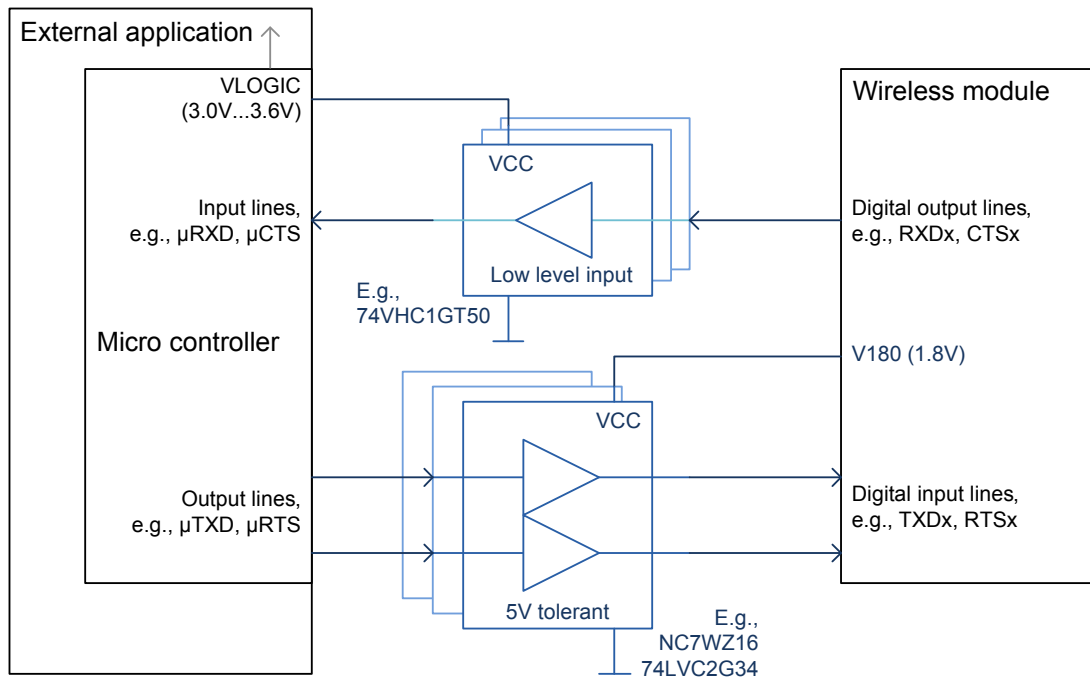 External application
VLOGIC
(3.0V...3.6V)
Wireless module
VCC
Input lines,
e.g., µRXD, µCTS
Digital output lines,
e.g., RXDx, CTSx
Low level input
E.g.,
74VHC1GT50
Micro controller
V180 (1.8V)
VCC
Output lines,
e.g., µTXD, µRTS
Digital input lines,
e.g., TXDx, RTSx
5V tolerant
E.g.,
NC7WZ16
74LVC2G34